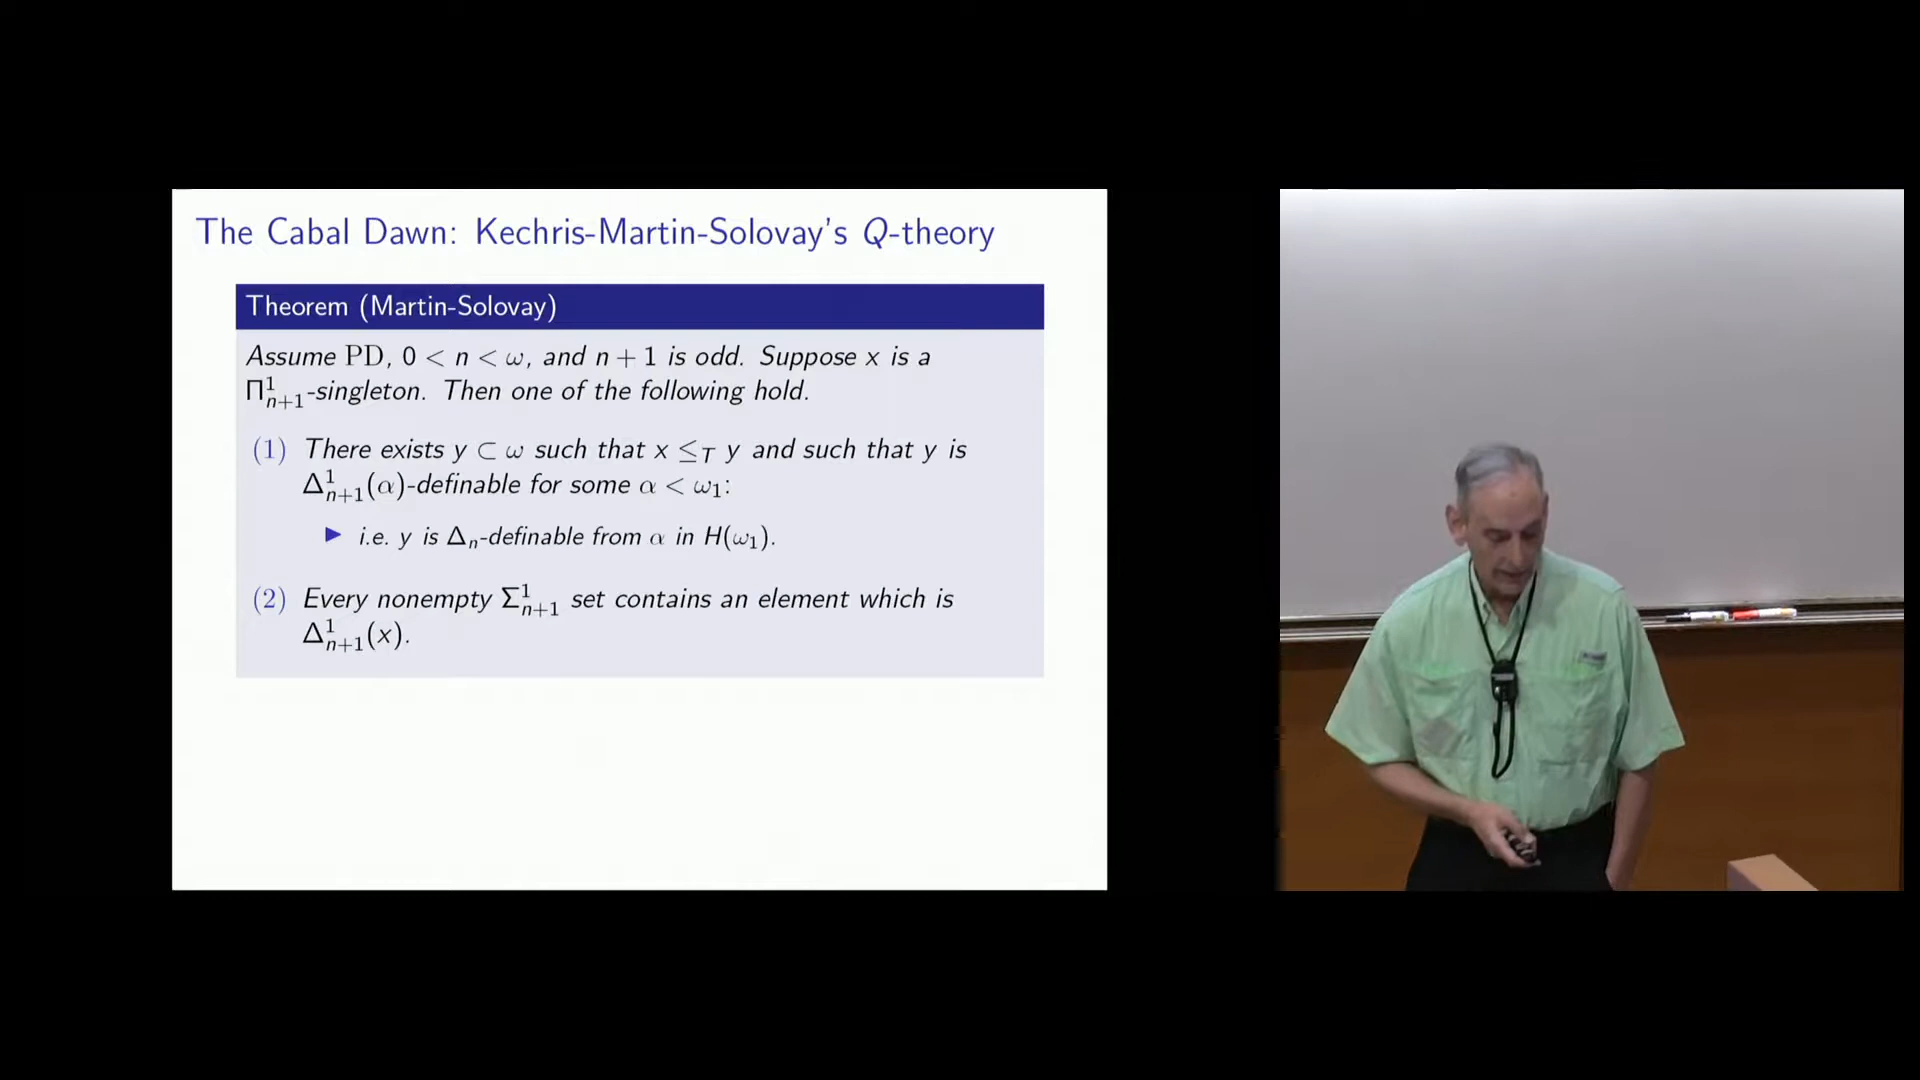 The Cabal Dawn: Kechris-Martin-Solovay's Q-theory
Theorem (Martin-Solovay)
Assume PD, 0 < n < ω, and n + 1 is odd. Suppose x is a
Π¹ₙ₊₁-singleton. Then one of the following hold.
(1) There exists y ⊂ ω such that x ≤_T y and such that y is
Δ¹ₙ₊₁(α)-definable for some α < ω₁:
▶ i.e. y is Δₙ-definable from α in H(ω₁).
(2) Every nonempty Σ¹ₙ₊₁ set contains an element which is
Δ¹ₙ₊₁(x).